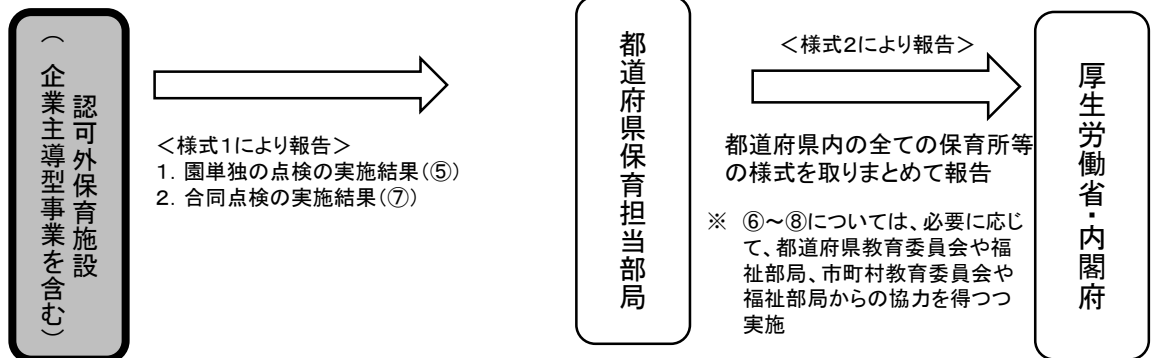 認可外保育施設
(企業主導型事業を含む)
＜様式1により報告＞
1．園単独の点検の実施結果(⑤)
2．合同点検の実施結果(⑦)
都道府県保育担当部局
＜様式2により報告＞
都道府県内の全ての保育所等
の様式を取りまとめて報告
※　⑥～⑧については、必要に応じ
て、都道府県教育委員会や福
祉部局、市町村教育委員会や
福祉部局からの協力を得つつ
実施
厚生労働省・内閣府